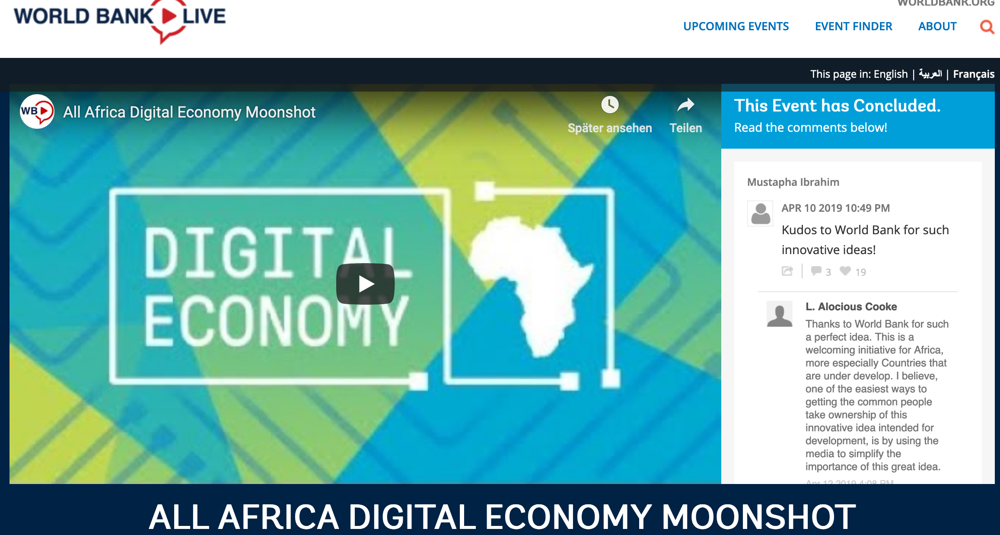 WORLD BANK LIVE
WORLDBANK.ORG
UPCOMING EVENTS EVENT FINDER ABOUT
This page in: English | العربية | Français
WB All Africa Digital Economy Moonshot
Später ansehen Teilen
DIGITAL
ECONOMY
This Event has Concluded.
Read the comments below!
Mustapha Ibrahim
APR 10 2019 10:49 PM
Kudos to World Bank for such
innovative ideas!
3 19
L. Alocious Cooke
Thanks to World Bank for such
a perfect idea. This is a
welcoming initiative for Africa,
more especially Countries that
are under develop. I believe,
one of the easiest ways to
getting the common people
take ownership of this
innovative idea intended for
development, is by using the
media to simplify the
importance of this great idea.
Apr 12 2019 4:08 PM
ALL AFRICA DIGITAL ECONOMY MOONSHOT